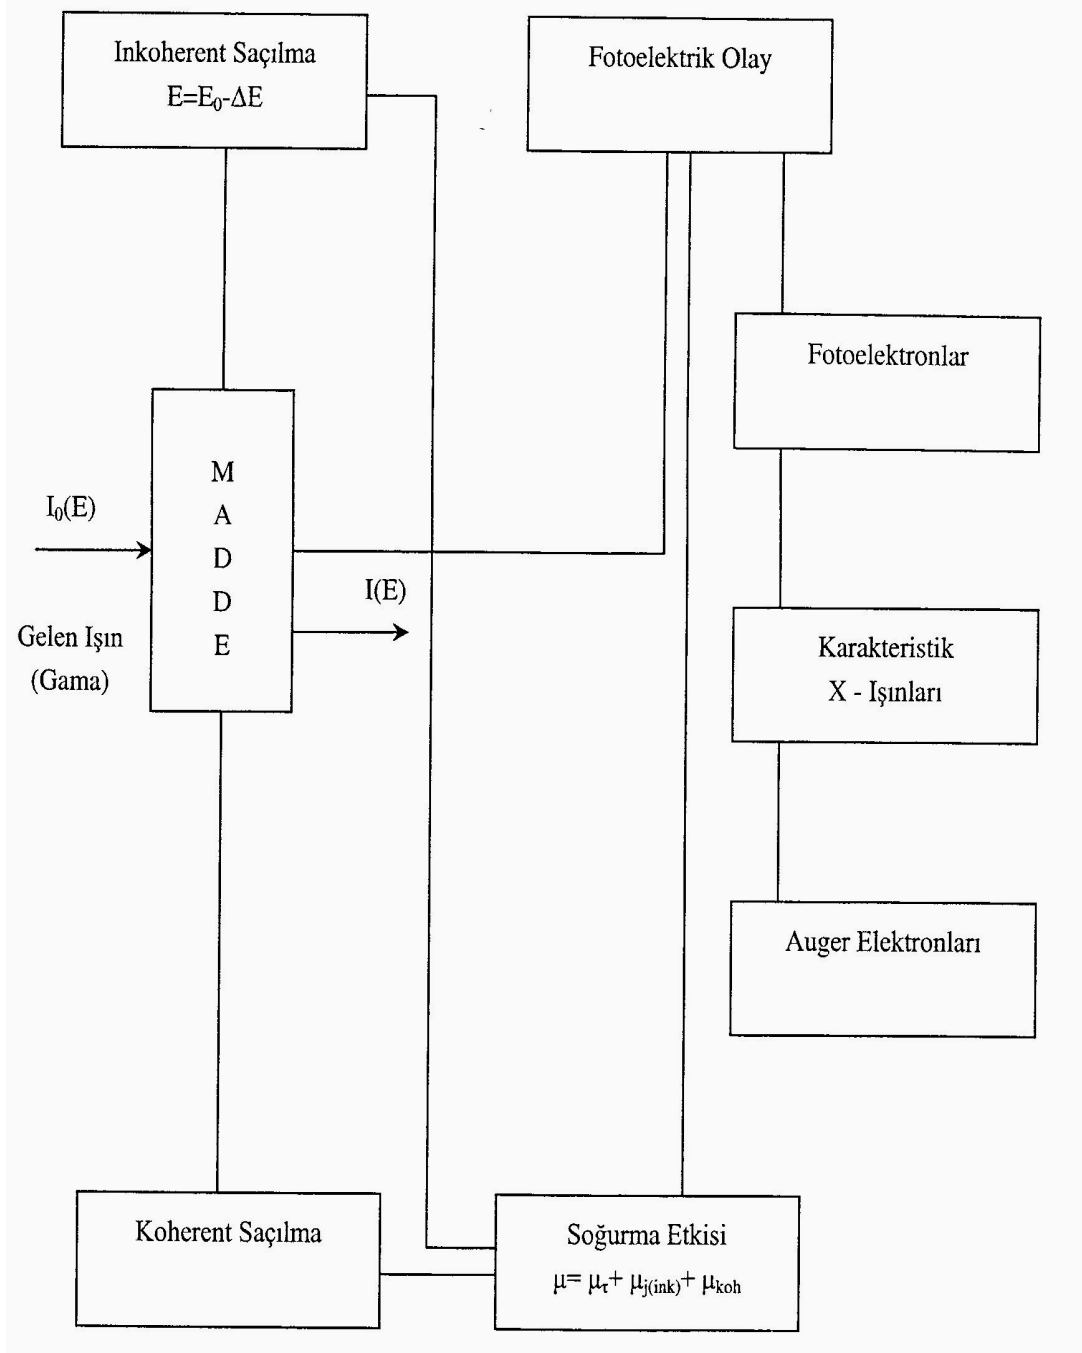 Inkoherent Saçılma
E=E₀-ΔE
Fotoelektrik Olay
Fotoelektronlar
M
A
D
D
E
I₀(E)
I(E)
Gelen Işın
(Gama)
Karakteristik
X - Işınları
Auger Elektronları
Koherent Saçılma
Soğurma Etkisi
μ= μτ+ μj(ink)+ μkoh